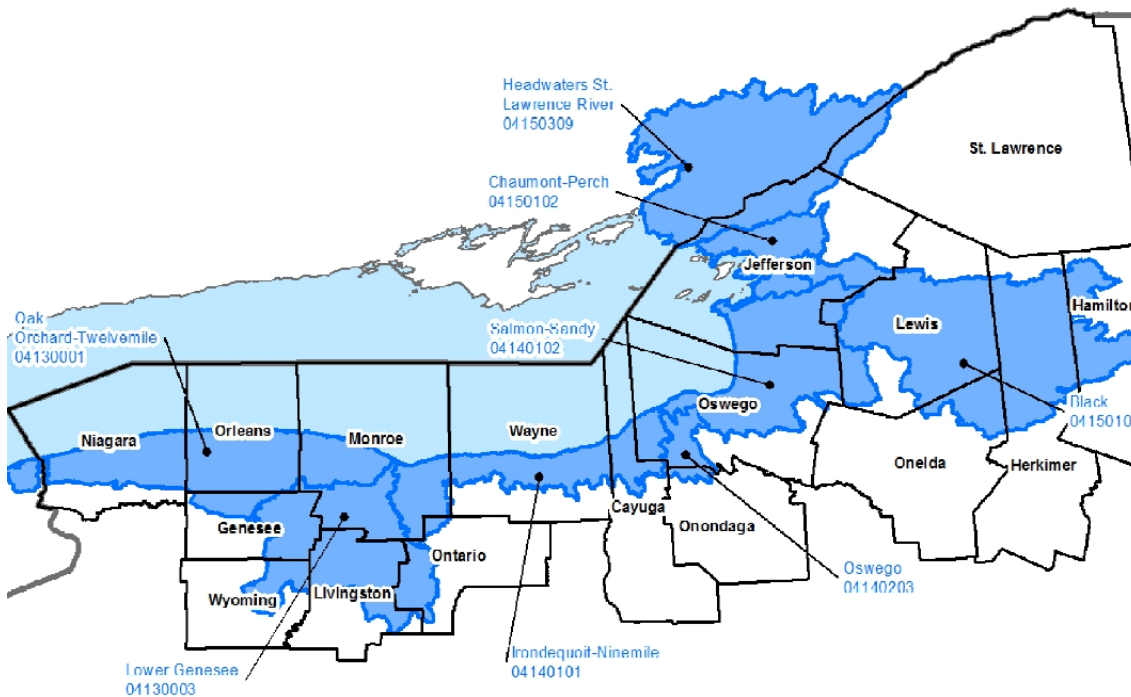 Headwaters St.
Lawrence River
04150309
St. Lawrence
Chaumont-Perch
04150102
Jefferson
Hamilton
Oak
Orchard-Twelvemile
04130001
Salmon-Sandy
04140102
Lewis
Black
0415010
Niagara
Orleans
Monroe
Wayne
Oswego
Oneida
Herkimer
Genesee
Cayuga
Onondaga
Ontario
Wyoming
Livingston
Oswego
04140203
Irondequoit-Ninemile
04140101
Lower Genesee
04130003